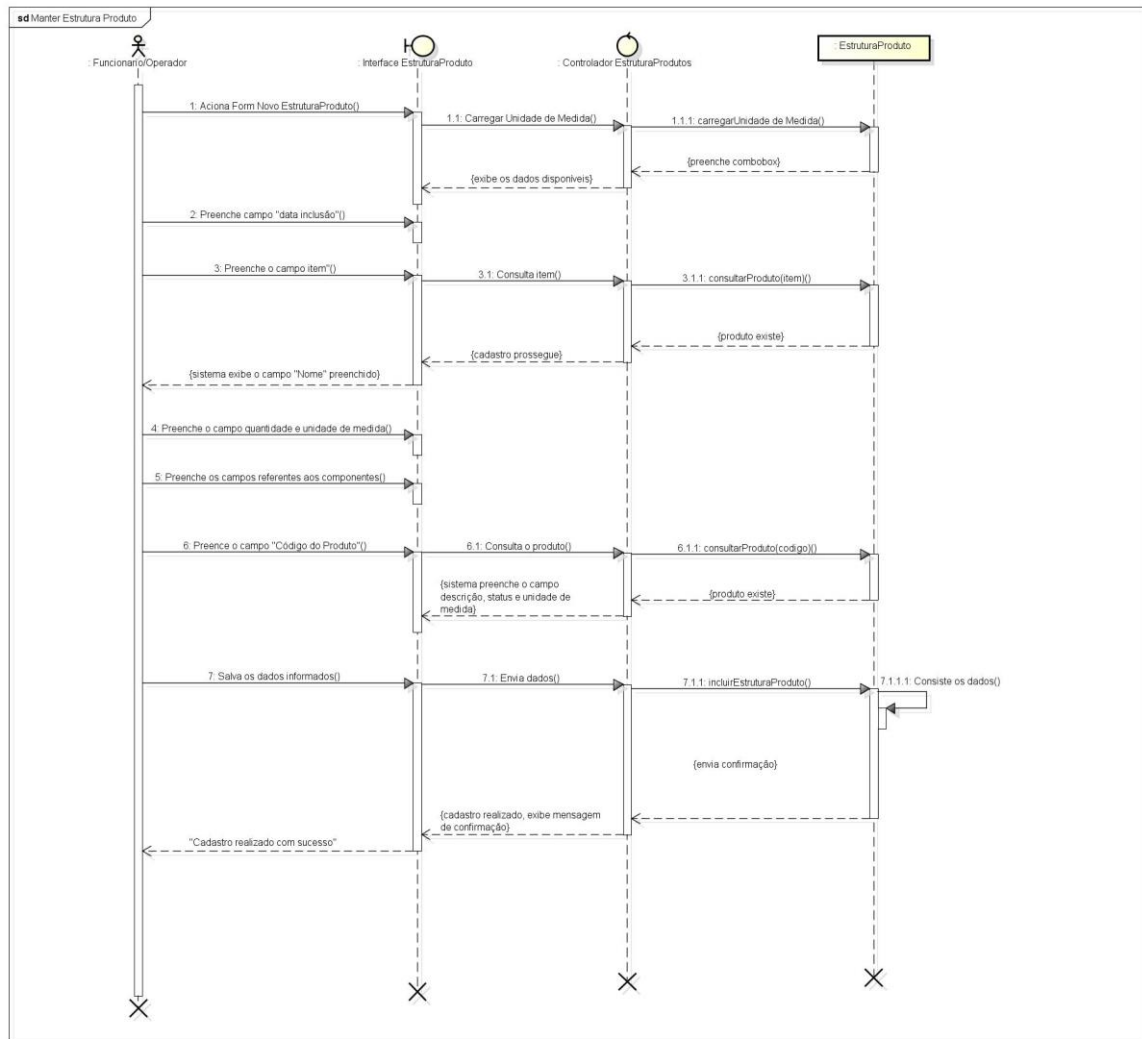 sd Manter Estrutura Produto
: Funcionario/Operador
: Interface EstruturaProduto
: Controlador EstruturaProdutos
: EstruturaProduto
1: Aciona Form Novo EstruturaProduto()
1.1: Carregar Unidade de Medida()
1.1.1: carregarUnidade de Medida()
{preenche combobox}
{exibe os dados disponíveis}
2: Preenche campo "data inclusão"()
3: Preenche o campo item"()
3.1: Consulta item()
3.1.1: consultarProduto(item)()
{produto existe}
{cadastro prossegue}
{sistema exibe o campo "Nome" preenchido}
4: Preenche o campo quantidade e unidade de medida()
5: Preenche os campos referentes aos componentes()
6: Preence o campo "Código do Produto"()
6.1: Consulta o produto()
6.1.1: consultarProduto(codigo)()
{sistema preenche o campo
descrição, status e unidade de
medida}
{produto existe}
7: Salva os dados informados()
7.1: Envia dados()
7.1.1: incluirEstruturaProduto()
7.1.1.1: Consiste os dados()
{envia confirmação}
{cadastro realizado, exibe mensagem
de confirmação}
"Cadastro realizado com sucesso"